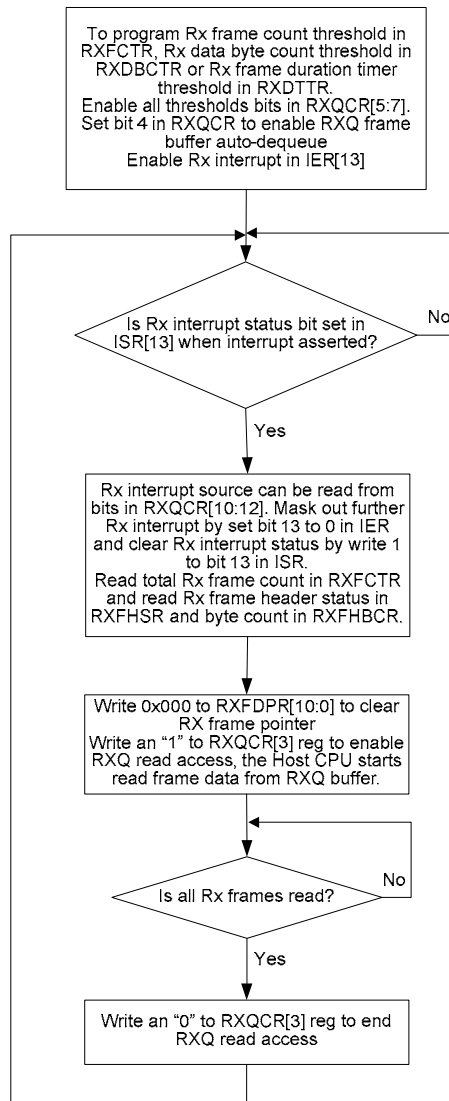 To program Rx frame count threshold in
RXFCTR, Rx data byte count threshold in
RXDBCTR or Rx frame duration timer
threshold in RXDTTR.
Enable all thresholds bits in RXQCR[5:7].
Set bit 4 in RXQCR to enable RXQ frame
buffer auto-dequeue
Enable Rx interrupt in IER[13]
Is Rx interrupt status bit set in
ISR[13] when interrupt asserted?
No
Yes
Rx interrupt source can be read from
bits in RXQCR[10:12]. Mask out further
Rx interrupt by set bit 13 to 0 in IER
and clear Rx interrupt status by write 1
to bit 13 in ISR.
Read total Rx frame count in RXFCTR
and read Rx frame header status in
RXFHSR and byte count in RXFHBCR.
Write 0x000 to RXFDPR[10:0] to clear
RX frame pointer
Write an “1” to RXQCR[3] reg to enable
RXQ read access, the Host CPU starts
read frame data from RXQ buffer.
Is all Rx frames read?
No
Yes
Write an “0” to RXQCR[3] reg to end
RXQ read access